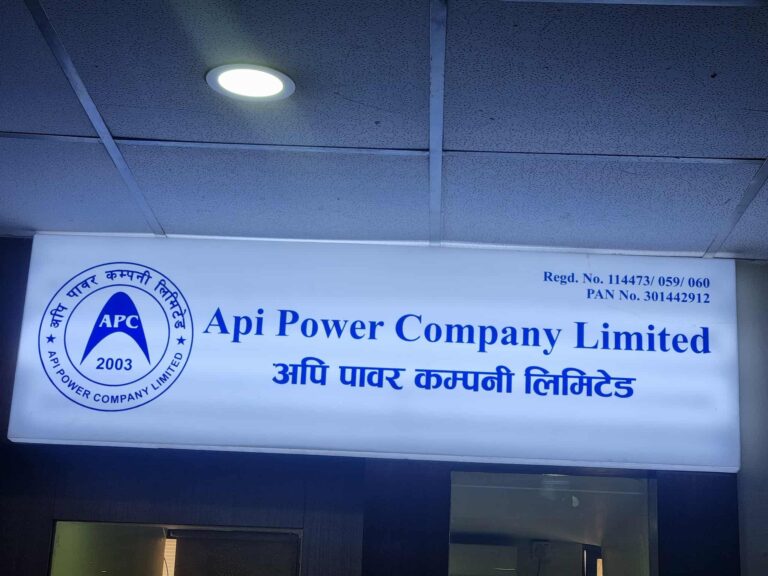 अपि पावर कम्पनी लिमिटेड
APC
2003
API POWER COMPANY LIMITED
Regd. No. 114473/ 059/ 060
PAN No. 301442912
Api Power Company Limited
अपि पावर कम्पनी लिमिटेड